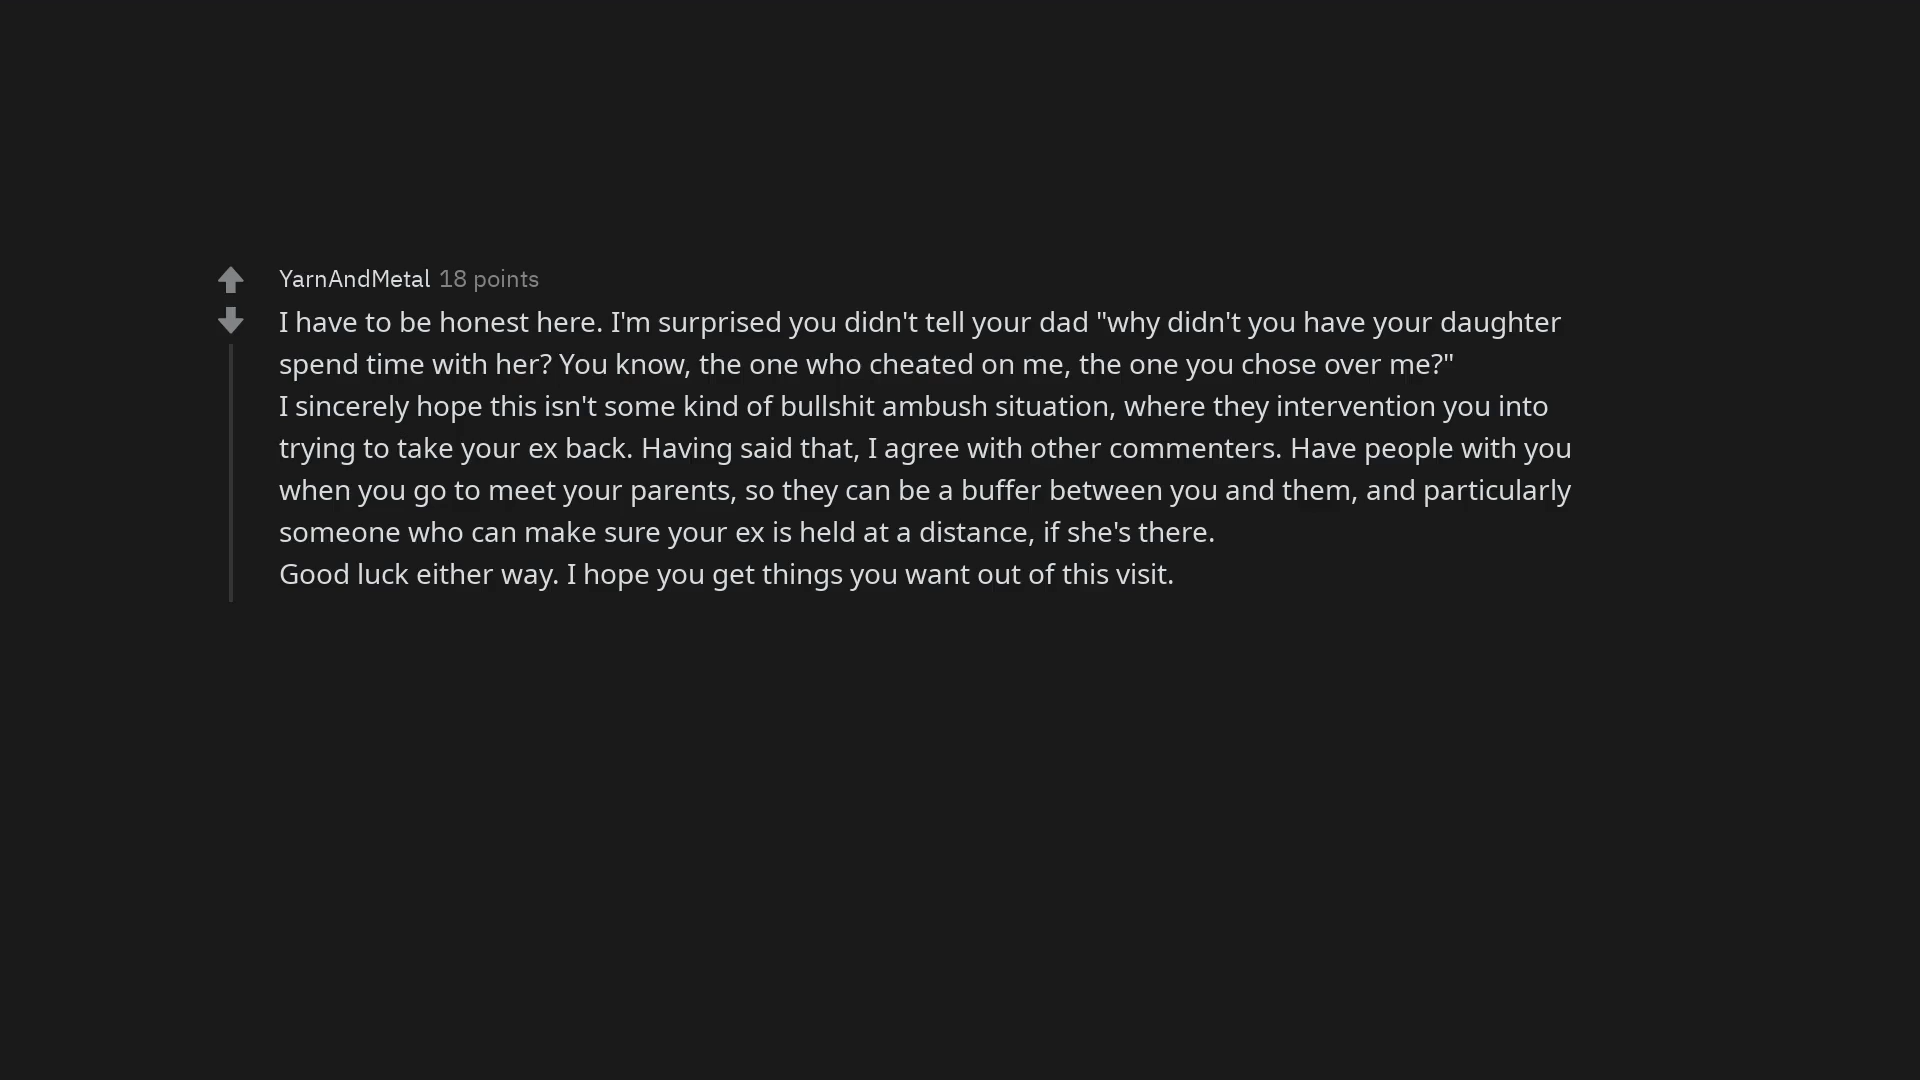 YarnAndMetal 18 points
I have to be honest here. I'm surprised you didn't tell your dad "why didn't you have your daughter
spend time with her? You know, the one who cheated on me, the one you chose over me?"
I sincerely hope this isn't some kind of bullshit ambush situation, where they intervention you into
trying to take your ex back. Having said that, I agree with other commenters. Have people with you
when you go to meet your parents, so they can be a buffer between you and them, and particularly
someone who can make sure your ex is held at a distance, if she's there.
Good luck either way. I hope you get things you want out of this visit.